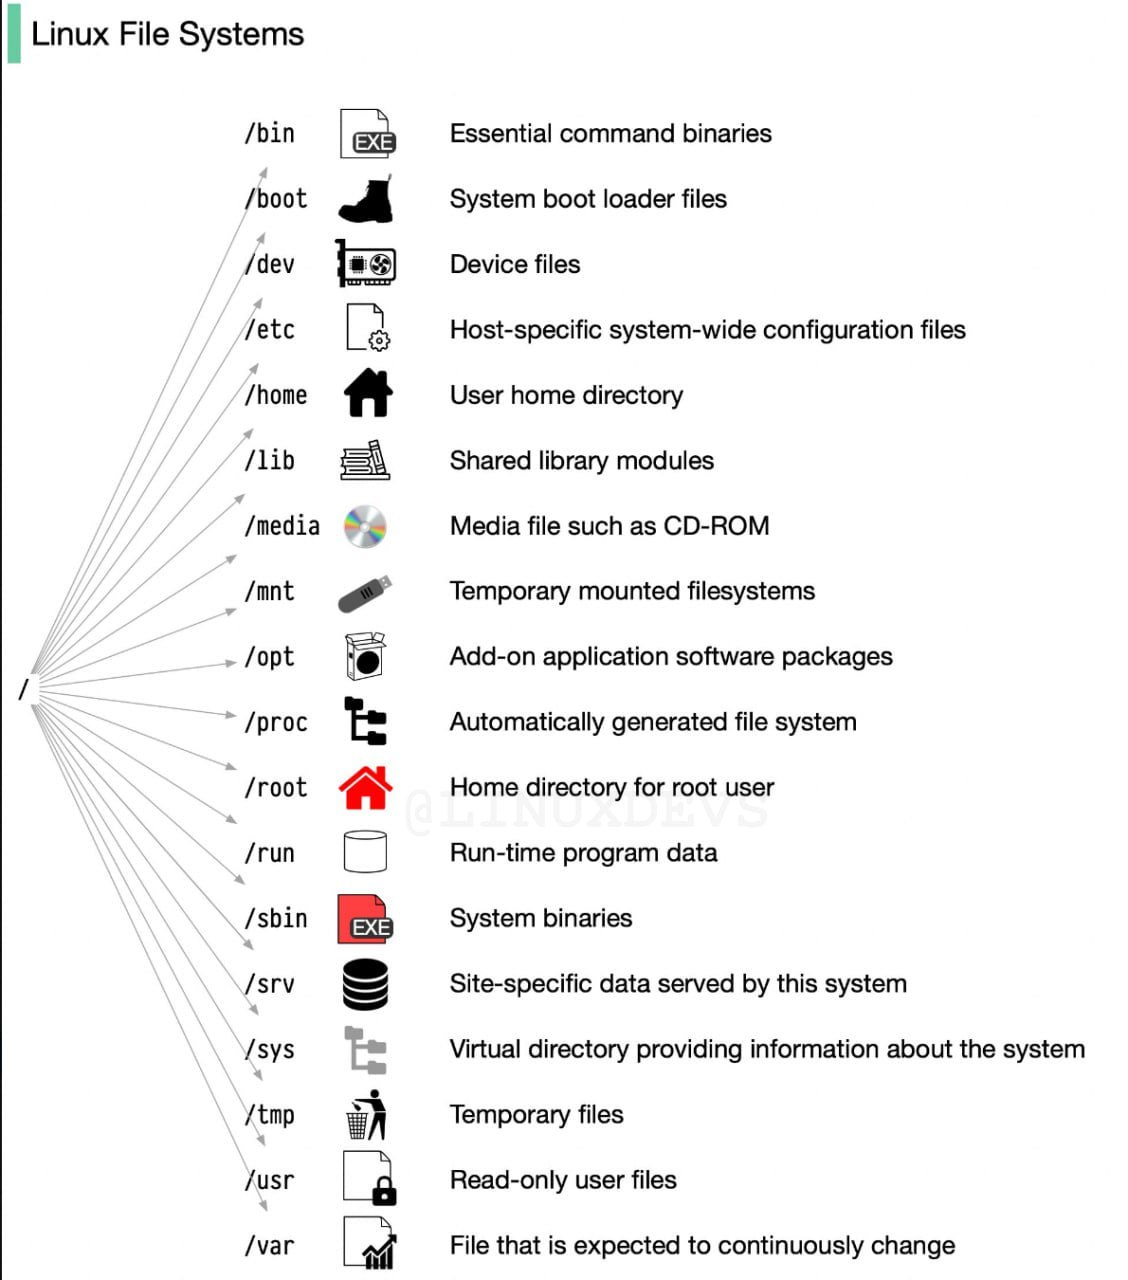 Linux File Systems
/bin EXE Essential command binaries
/boot System boot loader files
/dev Device files
/etc Host-specific system-wide configuration files
/home User home directory
/lib Shared library modules
/media Media file such as CD-ROM
/mnt Temporary mounted filesystems
/opt Add-on application software packages
/
/proc Automatically generated file system
/root Home directory for root user
@LINUXDEVS
/run Run-time program data
/sbin EXE System binaries
/srv Site-specific data served by this system
/sys Virtual directory providing information about the system
/tmp Temporary files
/usr Read-only user files
/var File that is expected to continuously change